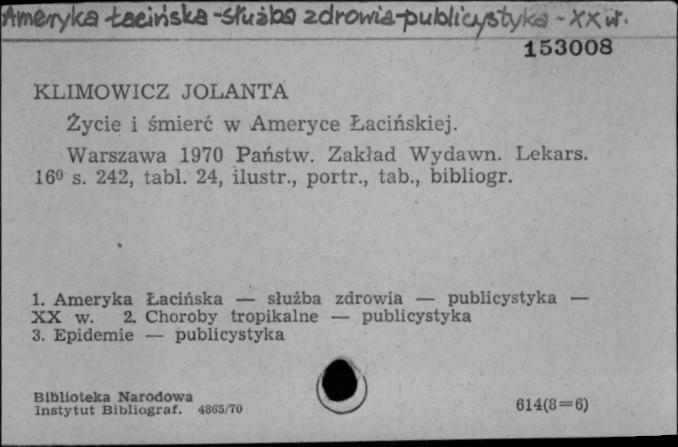 Ameryka Łacińska - służba zdrowia - publicystyka - XX w.
153008
KLIMOWICZ JOLANTA
Życie i śmierć w Ameryce Łacińskiej.
Warszawa 1970 Państw. Zakład Wydawn. Lekars.
16⁰ s. 242, tabl. 24, ilustr., portr., tab., bibliogr.
1. Ameryka Łacińska — służba zdrowia — publicystyka —
XX w. 2. Choroby tropikalne — publicystyka
3. Epidemie — publicystyka
Biblioteka Narodowa
Instytut Bibliograf. 4865/70
614(8=6)